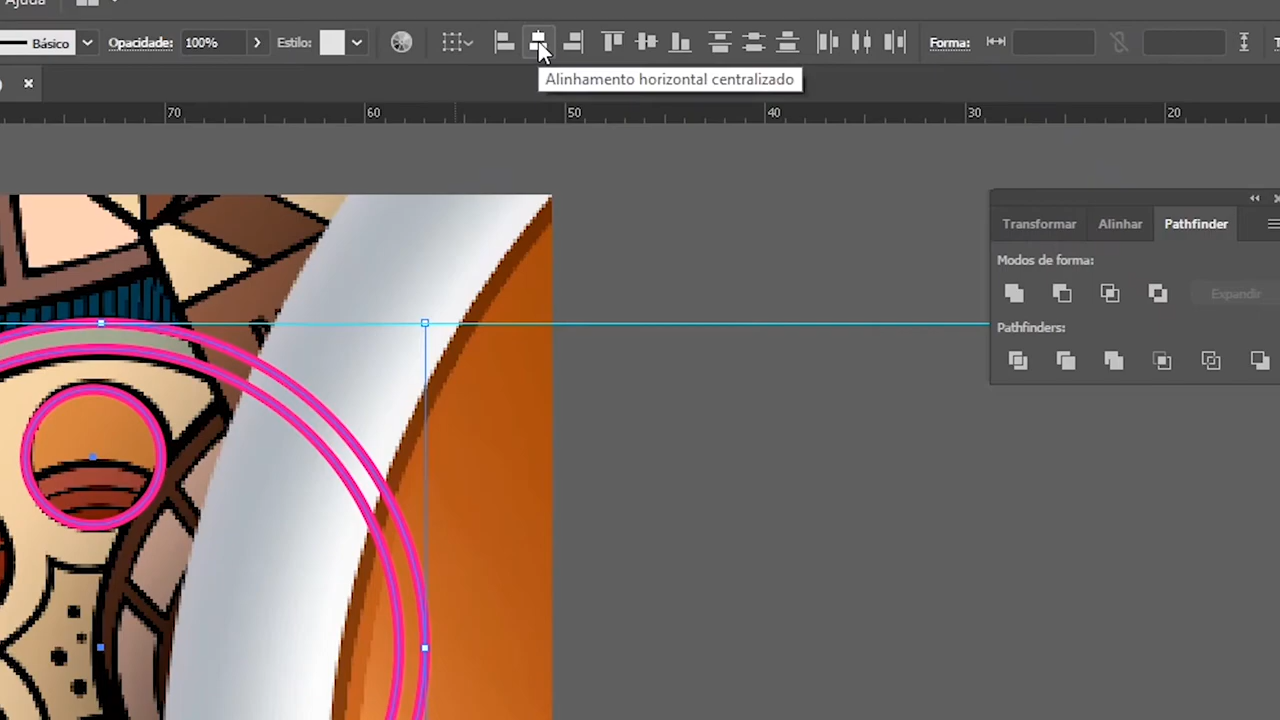 Ajuda
Básico Opacidade: 100% Estilo: Forma:
Alinhamento horizontal centralizado
70 60 50 40 30 20
Transformar Alinhar Pathfinder
Modos de forma:
Expandir
Pathfinders: